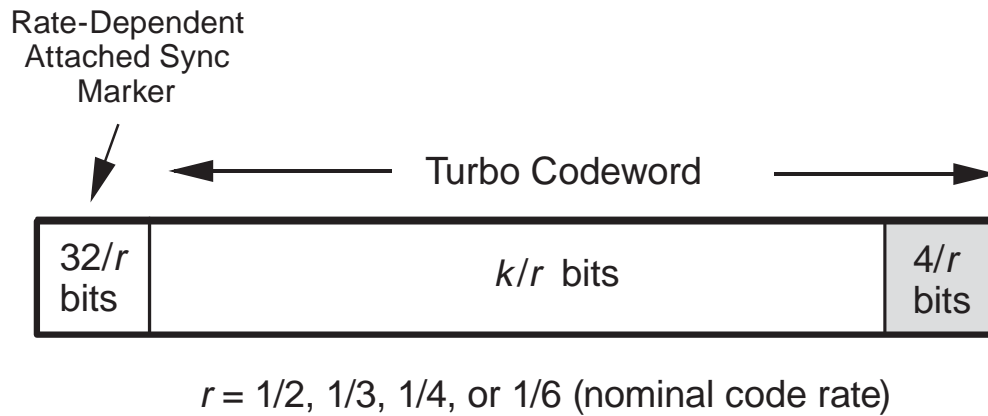 Rate-Dependent
Attached Sync
Marker
Turbo Codeword
32/r
bits
k/r bits
4/r
bits
r = 1/2, 1/3, 1/4, or 1/6 (nominal code rate)